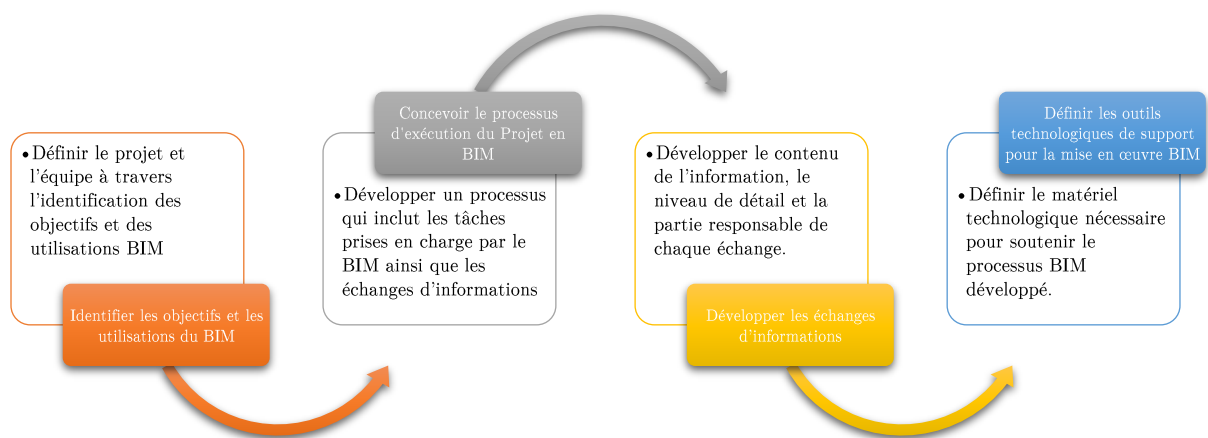 • Définir le projet et
l'équipe à travers
l'identification des
objectifs et des
utilisations BIM
Identifier les objectifs et les
utilisations du BIM
Concevoir le processus
d'exécution du Projet en
BIM
• Développer un processus
qui inclut les tâches
prises en charge par le
BIM ainsi que les
échanges d'informations
• Développer le contenu
de l'information, le
niveau de détail et la
partie responsable de
chaque échange.
Développer les échanges
d'informations
Définir les outils
technologiques de support
pour la mise en œuvre BIM
• Définir le matériel
technologique nécessaire
pour soutenir le
processus BIM
développé.